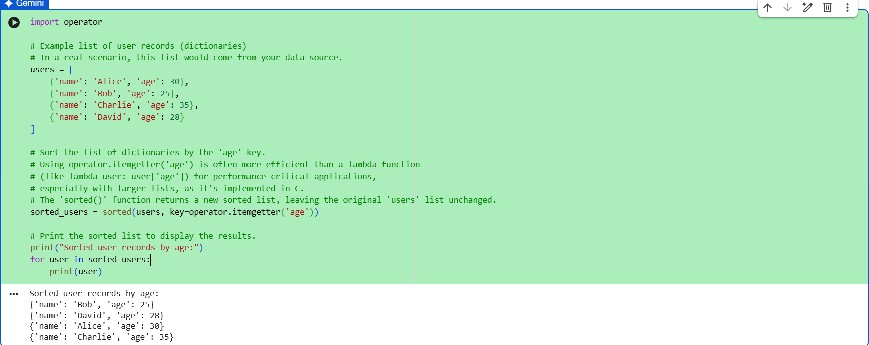 Gemini
import operator
# Example list of user records (dictionaries)
# In a real scenario, this list would come from your data source.
users = [
    {'name': 'Alice', 'age': 30},
    {'name': 'Bob', 'age': 25},
    {'name': 'Charlie', 'age': 35},
    {'name': 'David', 'age': 28}
]
# Sort the list of dictionaries by the 'age' key.
# Using operator.itemgetter('age') is often more efficient than a lambda function
# (like lambda user: user['age']) for performance-critical applications,
# especially with larger lists, as it's implemented in C.
# The 'sorted()' function returns a new sorted list, leaving the original 'users' list unchanged.
sorted_users = sorted(users, key=operator.itemgetter('age'))
# Print the sorted list to display the results.
print("Sorted user records by age:")
for user in sorted_users:
    print(user)
Sorted user records by age:
{'name': 'Bob', 'age': 25}
{'name': 'David', 'age': 28}
{'name': 'Alice', 'age': 30}
{'name': 'Charlie', 'age': 35}